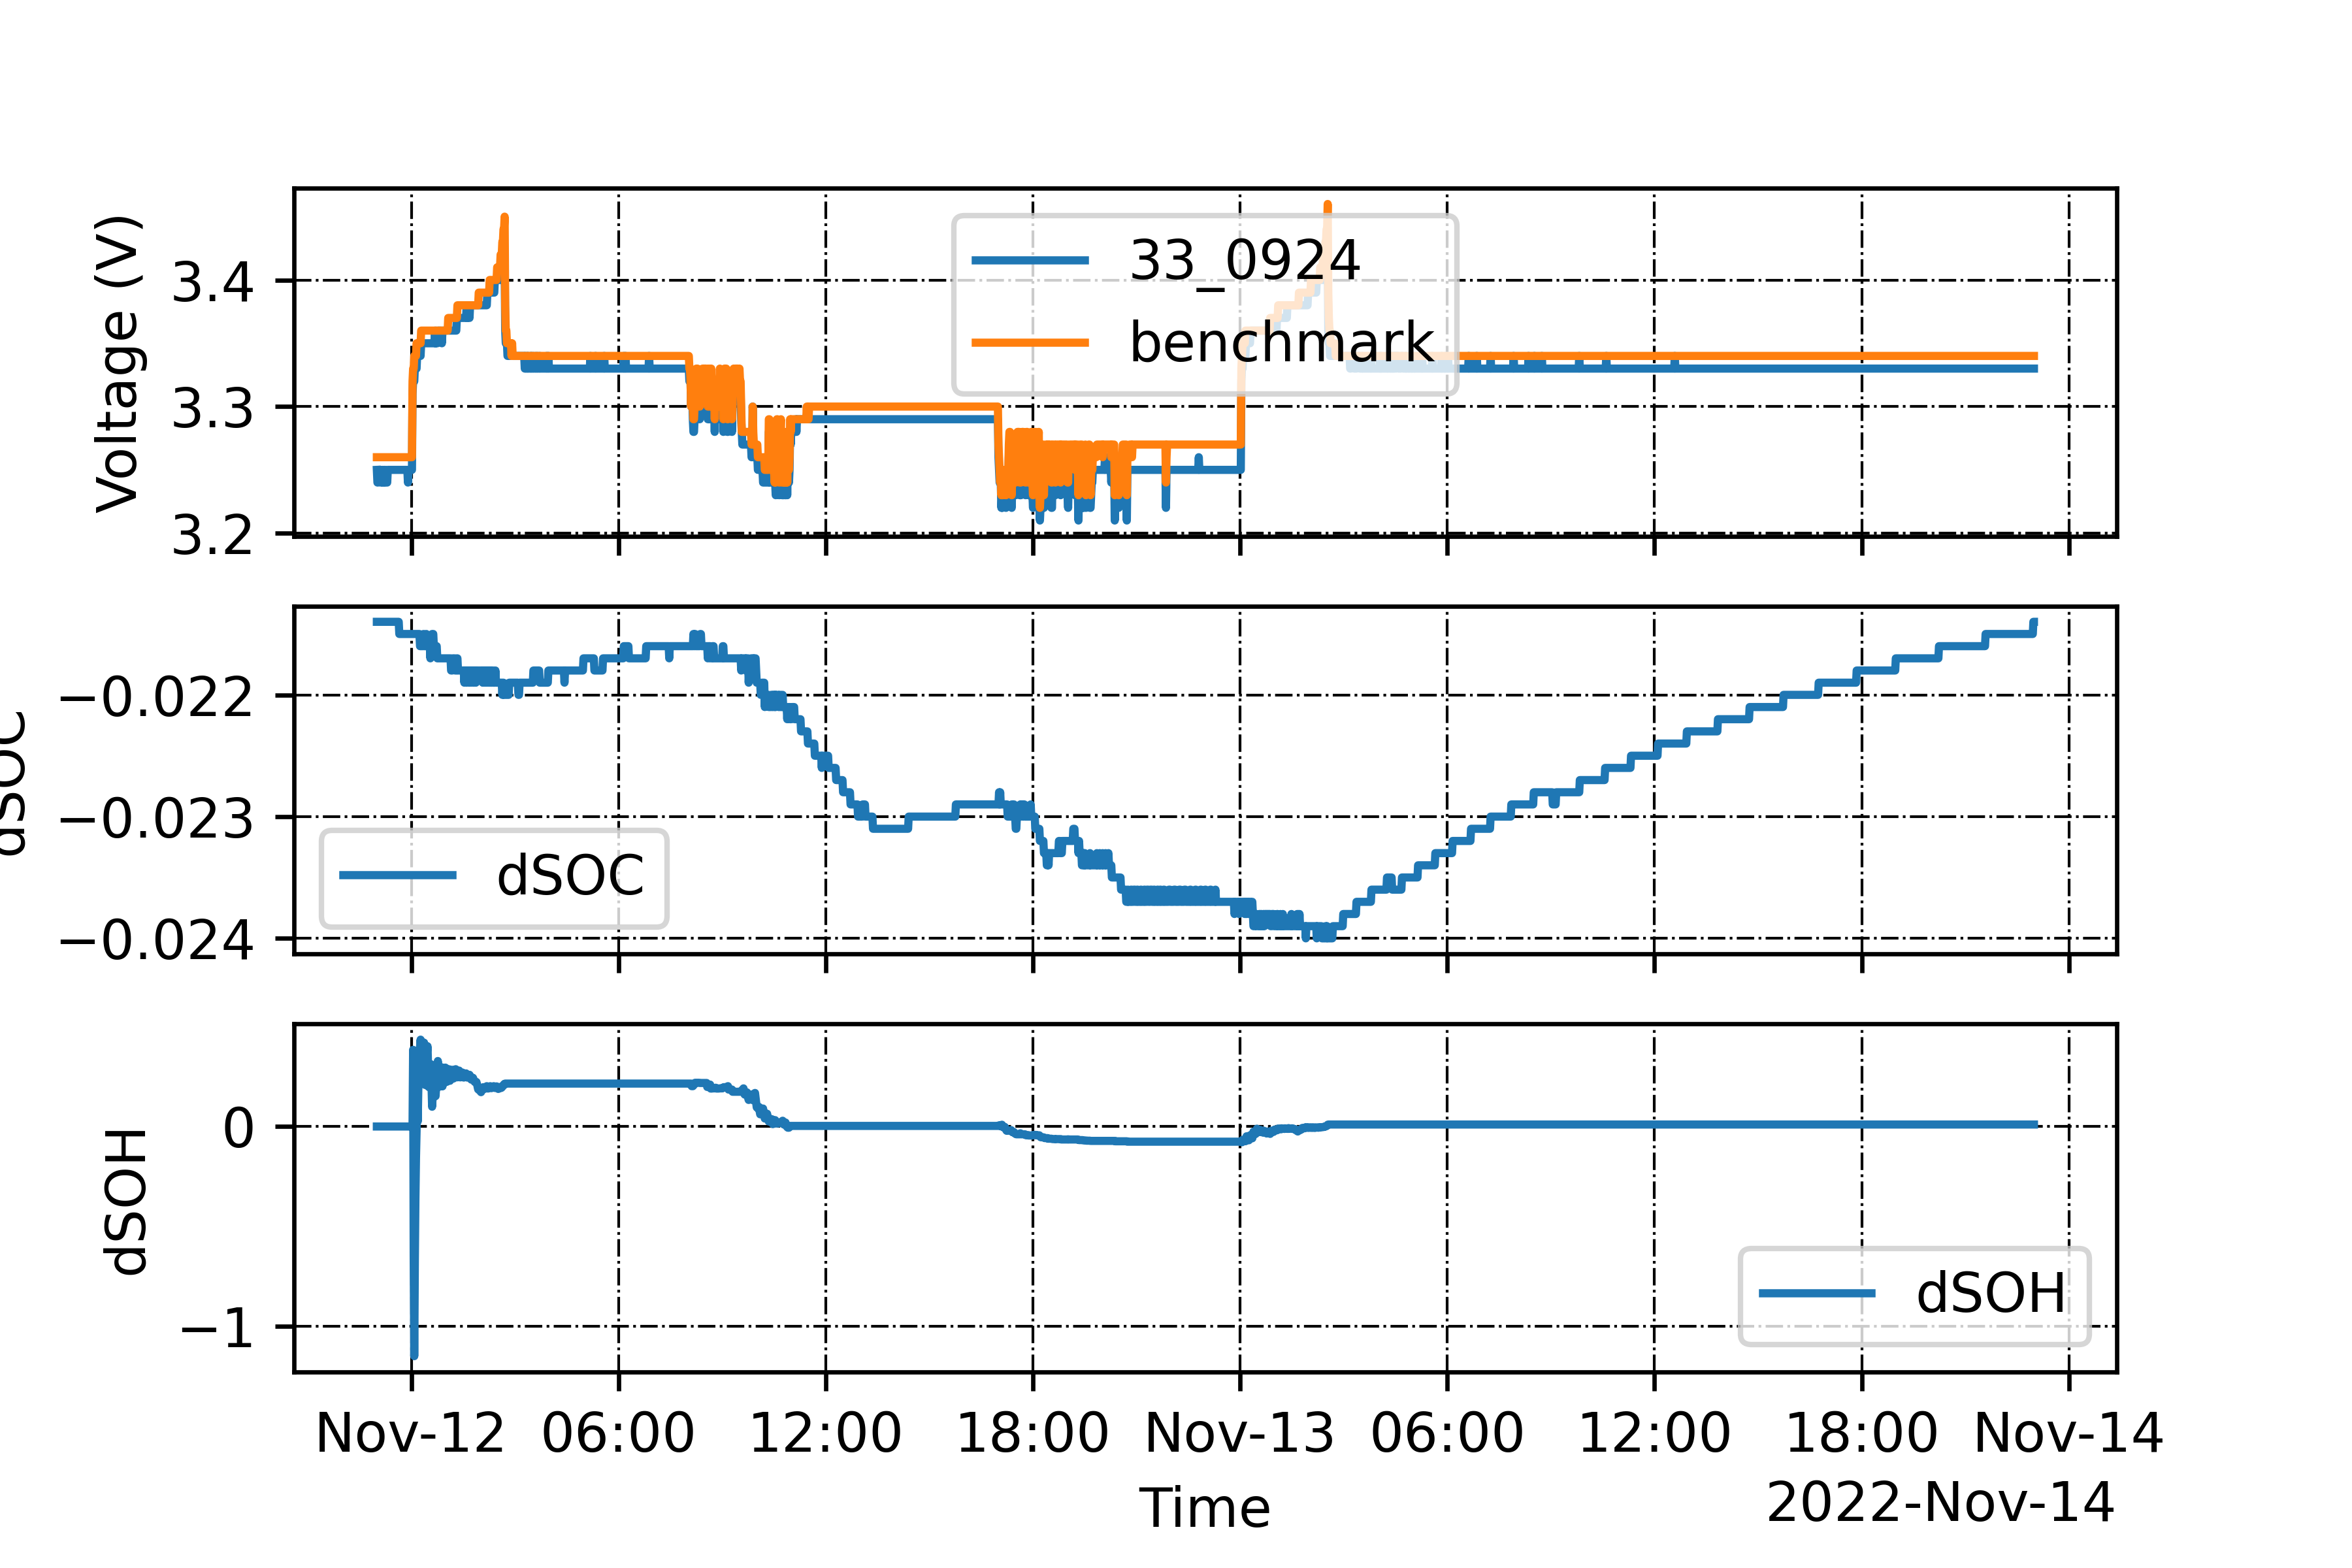 Voltage (V)
3.4
3.3
3.2
33_0924
benchmark
dSOC
−0.022
−0.023
−0.024
dSOC
dSOH
0
−1
dSOH
Nov-12 06:00 12:00 18:00 Nov-13 06:00 12:00 18:00 Nov-14
Time
2022-Nov-14